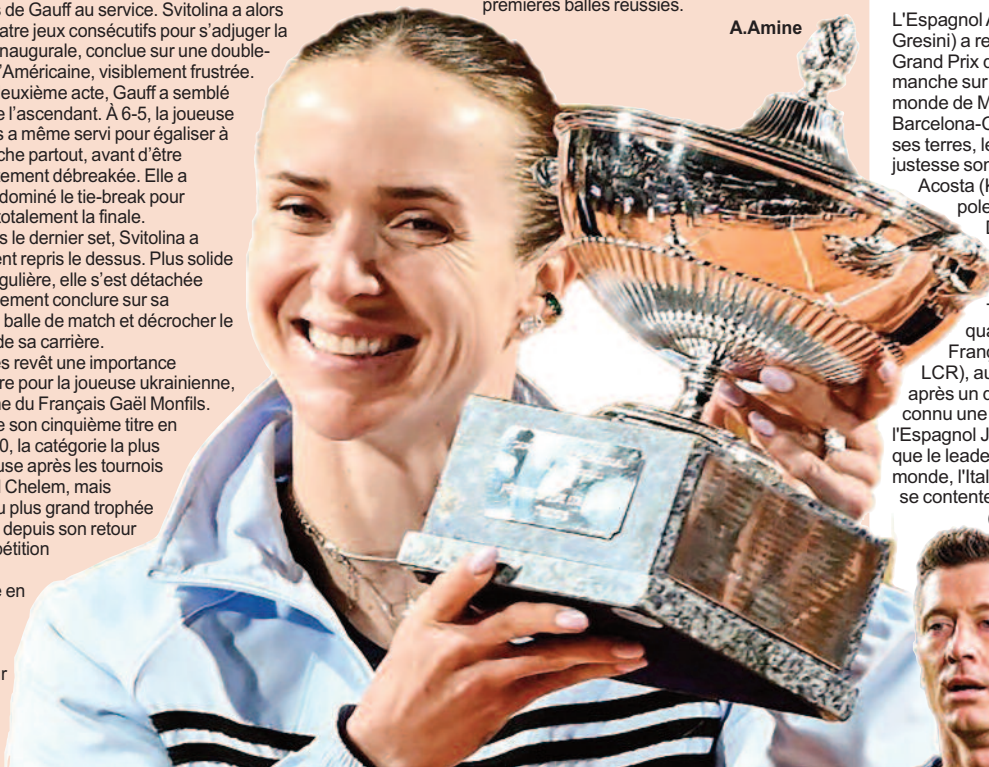 s de Gauff au service. Svitolina a alors
atre jeux consécutifs pour s'adjuger la
naugurale, conclue sur une double-
'Américaine, visiblement frustrée.
euxième acte, Gauff a semblé
e l'ascendant. À 6-5, la joueuse
s a même servi pour égaliser à
che partout, avant d'être
tement débreakée. Elle a
dominé le tie-break pour
totalement la finale.
s le dernier set, Svitolina a
ent repris le dessus. Plus solide
gulière, elle s'est détachée
lement conclure sur sa
balle de match et décrocher le
de sa carrière.
es revêt une importance
re pour la joueuse ukrainienne,
e du Français Gaël Monfils.
e son cinquième titre en
0, la catégorie la plus
use après les tournois
l Chelem, mais
u plus grand trophée
depuis son retour
pétition
e en
r
premières balles réussies.
A.Amine
L'Espagnol A
Gresini) a re
Grand Prix d
manche sur
monde de M
Barcelona-C
ses terres, le
justesse son
Acosta (K
pole
D
qua
Franç
LCR), au
après un d
connu une
l'Espagnol J
que le leade
monde, l'Ital
se contente